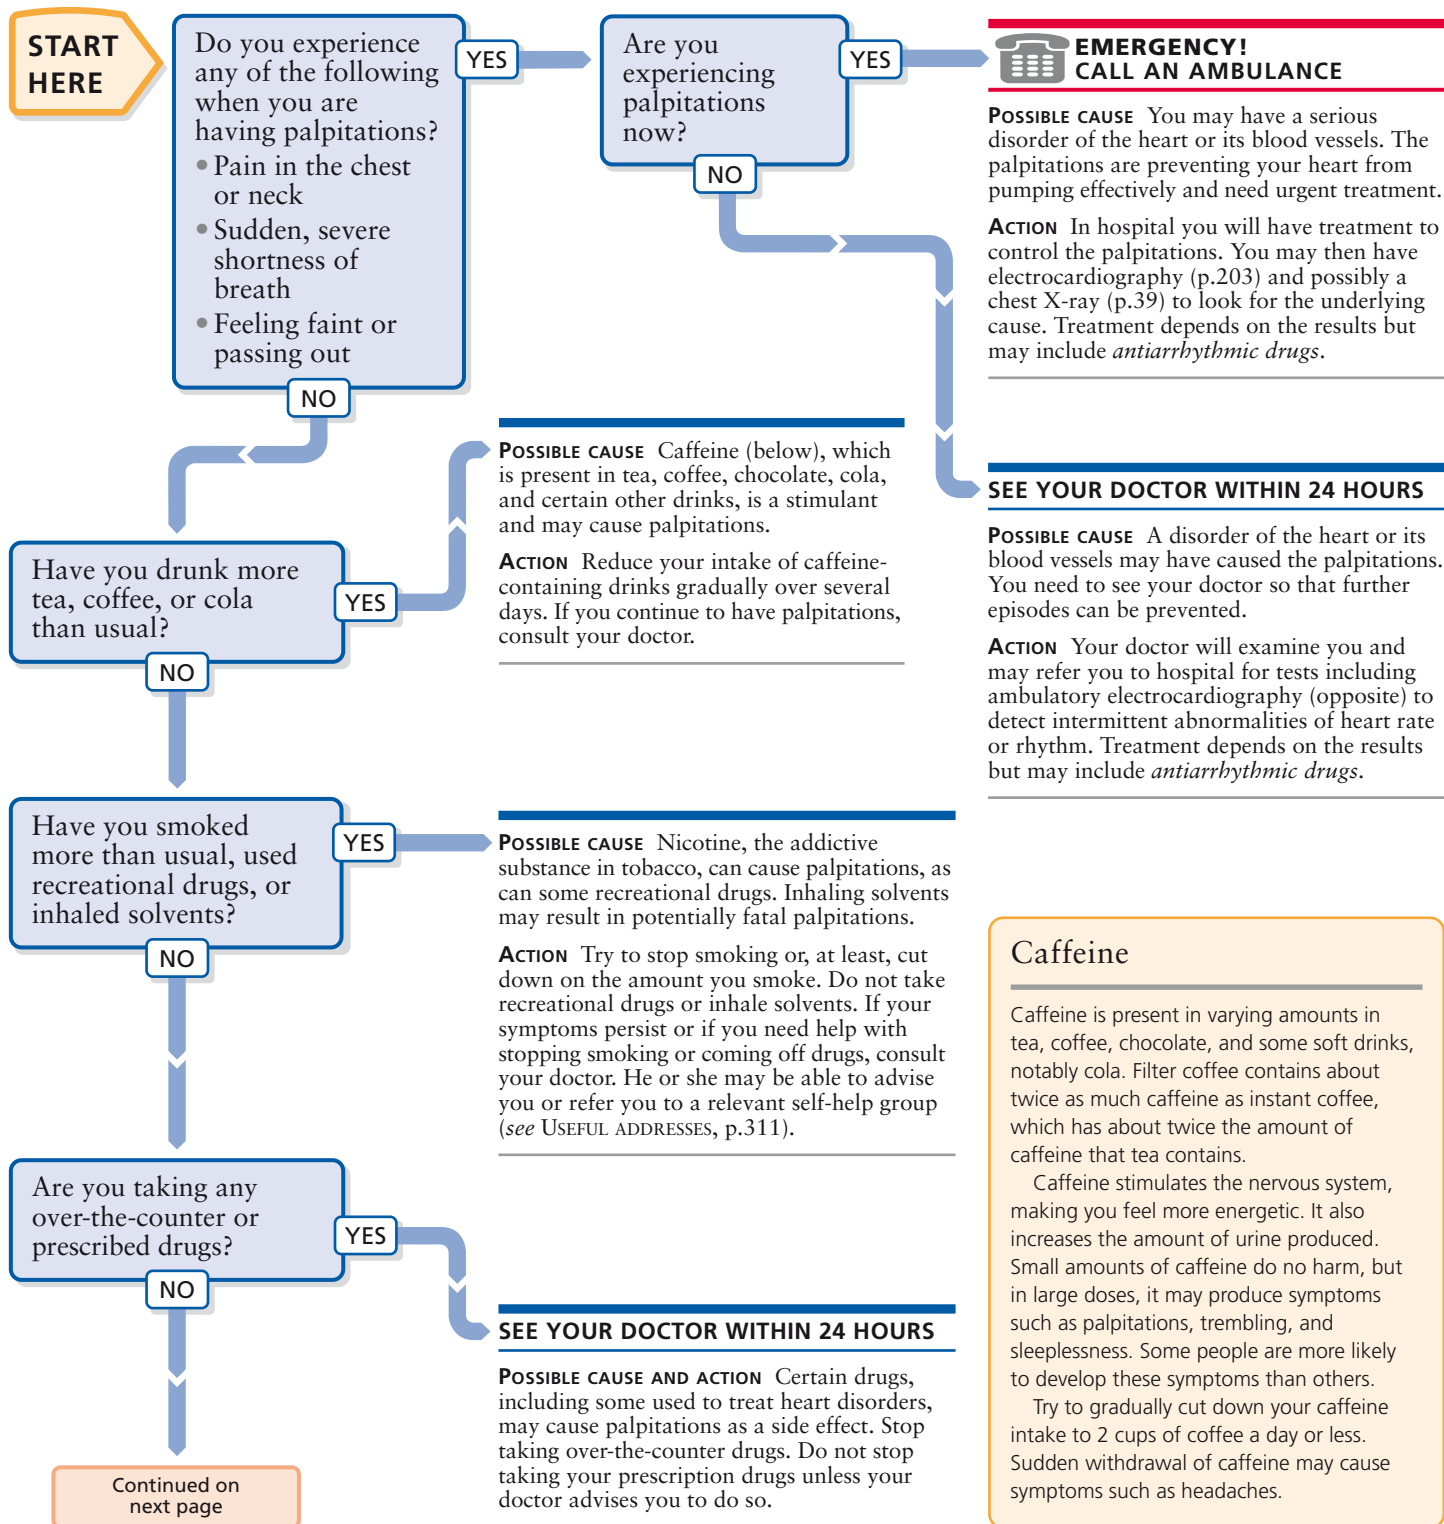 START
HERE
Do you experience
any of the following
when you are
having palpitations?
• Pain in the chest
or neck
• Sudden, severe
shortness of
breath
• Feeling faint or
passing out
YES
NO
Are you
experiencing
palpitations
now?
YES
NO
EMERGENCY!
CALL AN AMBULANCE
POSSIBLE CAUSE You may have a serious
disorder of the heart or its blood vessels. The
palpitations are preventing your heart from
pumping effectively and need urgent treatment.
ACTION In hospital you will have treatment to
control the palpitations. You may then have
electrocardiography (p.203) and possibly a
chest X-ray (p.39) to look for the underlying
cause. Treatment depends on the results but
may include antiarrhythmic drugs.
SEE YOUR DOCTOR WITHIN 24 HOURS
POSSIBLE CAUSE A disorder of the heart or its
blood vessels may have caused the palpitations.
You need to see your doctor so that further
episodes can be prevented.
ACTION Your doctor will examine you and
may refer you to hospital for tests including
ambulatory electrocardiography (opposite) to
detect intermittent abnormalities of heart rate
or rhythm. Treatment depends on the results
but may include antiarrhythmic drugs.
Have you drunk more
tea, coffee, or cola
than usual?
YES
NO
POSSIBLE CAUSE Caffeine (below), which
is present in tea, coffee, chocolate, cola,
and certain other drinks, is a stimulant
and may cause palpitations.
ACTION Reduce your intake of caffeine-
containing drinks gradually over several
days. If you continue to have palpitations,
consult your doctor.
Have you smoked
more than usual, used
recreational drugs, or
inhaled solvents?
YES
NO
POSSIBLE CAUSE Nicotine, the addictive
substance in tobacco, can cause palpitations, as
can some recreational drugs. Inhaling solvents
may result in potentially fatal palpitations.
ACTION Try to stop smoking or, at least, cut
down on the amount you smoke. Do not take
recreational drugs or inhale solvents. If your
symptoms persist or if you need help with
stopping smoking or coming off drugs, consult
your doctor. He or she may be able to advise
you or refer you to a relevant self-help group
(see USEFUL ADDRESSES, p.311).
Are you taking any
over-the-counter or
prescribed drugs?
YES
NO
SEE YOUR DOCTOR WITHIN 24 HOURS
POSSIBLE CAUSE AND ACTION Certain drugs,
including some used to treat heart disorders,
may cause palpitations as a side effect. Stop
taking over-the-counter drugs. Do not stop
taking your prescription drugs unless your
doctor advises you to do so.
Continued on
next page
Caffeine
Caffeine is present in varying amounts in
tea, coffee, chocolate, and some soft drinks,
notably cola. Filter coffee contains about
twice as much caffeine as instant coffee,
which has about twice the amount of
caffeine that tea contains.
Caffeine stimulates the nervous system,
making you feel more energetic. It also
increases the amount of urine produced.
Small amounts of caffeine do no harm, but
in large doses, it may produce symptoms
such as palpitations, trembling, and
sleeplessness. Some people are more likely
to develop these symptoms than others.
Try to gradually cut down your caffeine
intake to 2 cups of coffee a day or less.
Sudden withdrawal of caffeine may cause
symptoms such as headaches.